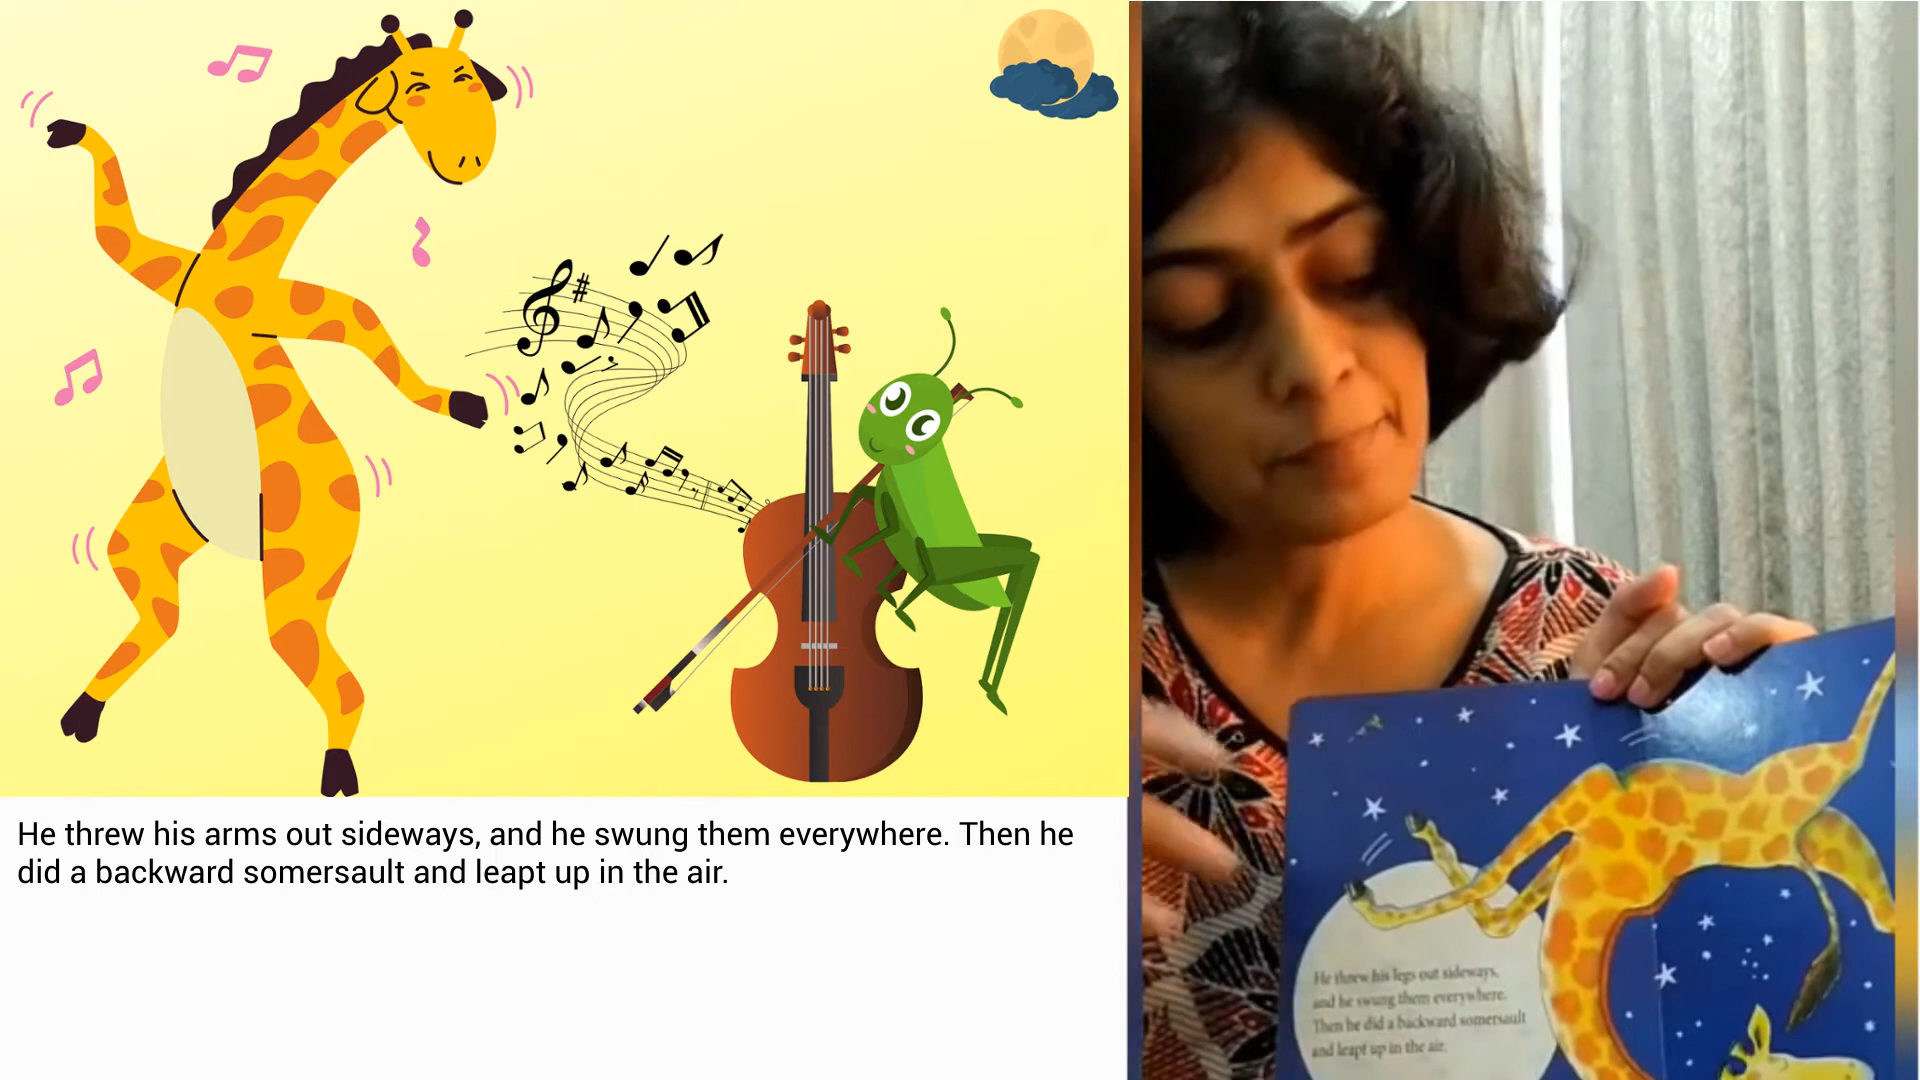 He threw his arms out sideways, and he swung them everywhere. Then he
did a backward somersault and leapt up in the air.
He threw his legs out sideways,
and he swung them everywhere.
Then he did a backward somersault
and leapt up in the air.